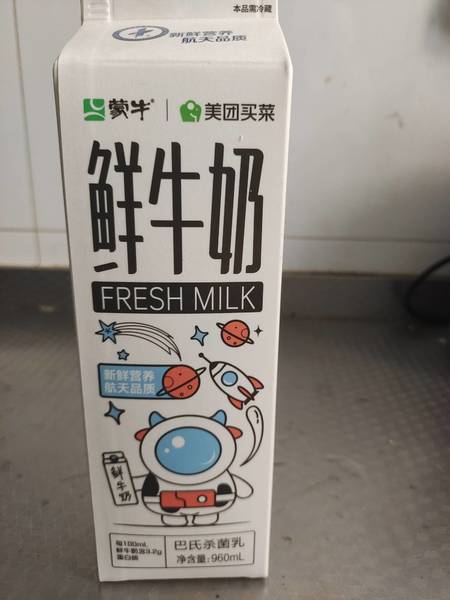 本品需冷藏
新鲜营养
航天品质
蒙牛® 美团买菜
鲜牛奶
FRESH MILK
新鲜营养
航天品质
鲜牛奶
每100mL
鲜牛奶含3.2g
蛋白质
巴氏杀菌乳
净含量:960mL